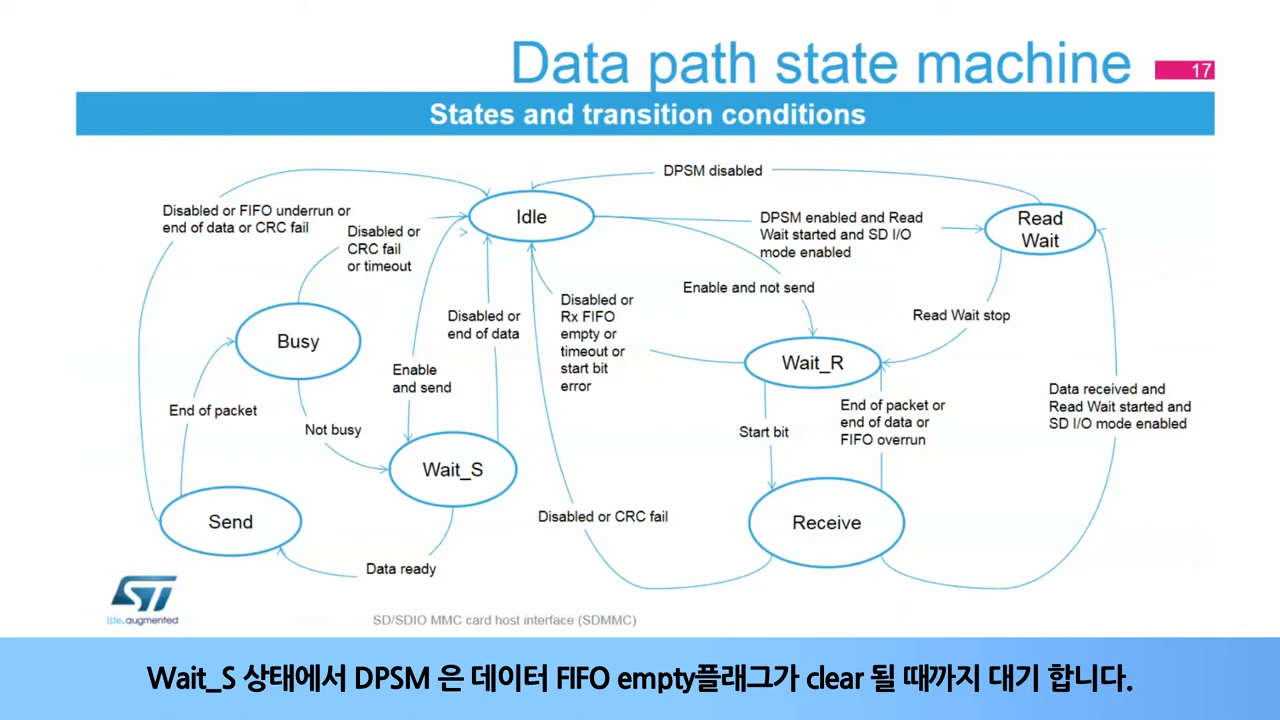 Data path state machine
17
States and transition conditions
DPSM disabled
Disabled or FIFO underrun or
end of data or CRC fail
Disabled or
CRC fail
or timeout
Idle
DPSM enabled and Read
Wait started and SD I/O
mode enabled
Read
Wait
Enable and not send
Disabled or
end of data
Disabled or
Rx FIFO
empty or
timeout or
start bit
error
Read Wait stop
Busy
Wait_R
Enable
and send
End of packet
Not busy
Start bit
End of packet or
end of data or
FIFO overrun
Data received and
Read Wait started and
SD I/O mode enabled
Wait_S
Send
Disabled or CRC fail
Receive
Data ready
ST
life.augmented
SD/SDIO MMC card host interface (SDMMC)
Wait_S 상태에서 DPSM 은 데이터 FIFO empty플래그가 clear 될 때까지 대기 합니다.